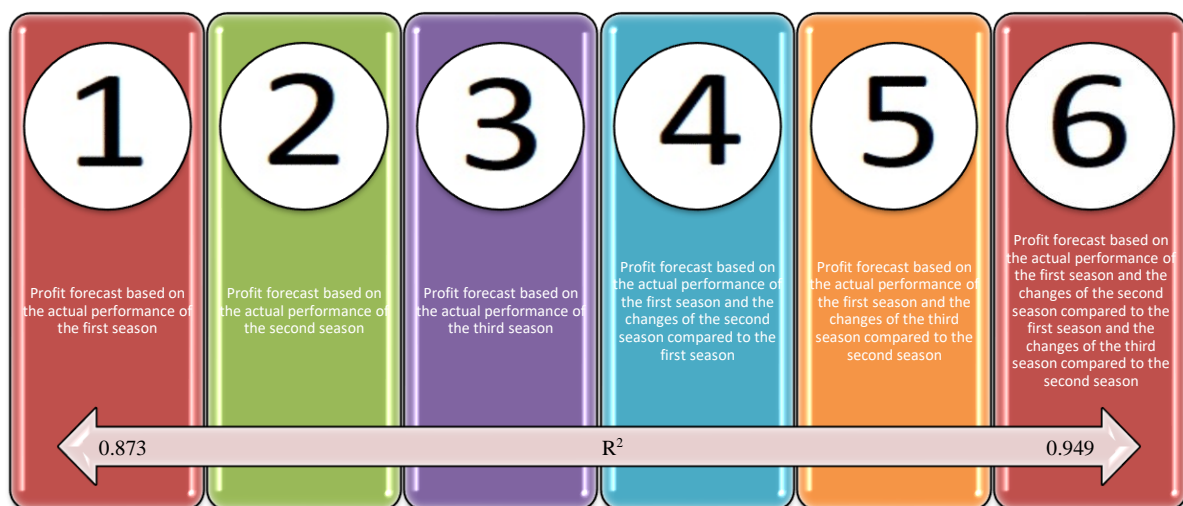 1
Profit forecast based on
the actual performance of
the first season
2
Profit forecast based on
the actual performance of
the second season
3
Profit forecast based on
the actual performance of
the third season
4
Profit forecast based on
the actual performance of
the first season and the
changes of the second
season compared to the
first season
5
Profit forecast based on
the actual performance of
the first season and the
changes of the third
season compared to the
second season
6
Profit forecast based on
the actual performance of
the first season and the
changes of the second
season compared to the
first season and the
changes of the third
season compared to the
second season
0.873 R² 0.949